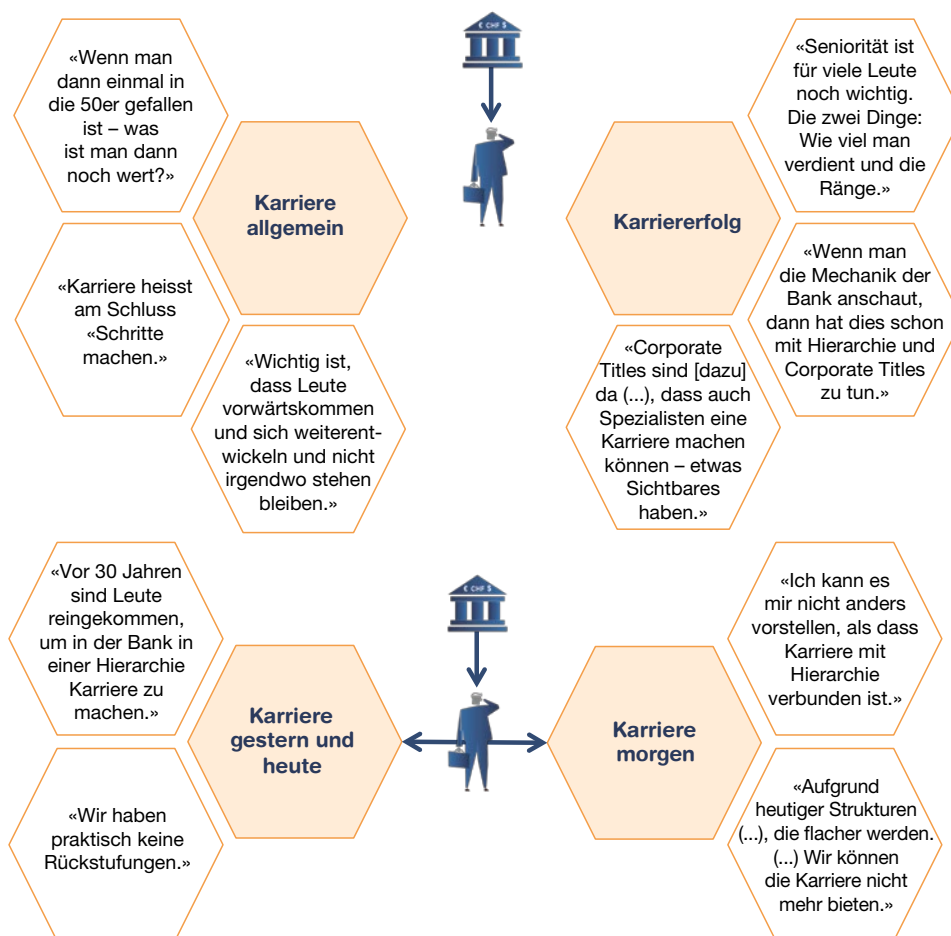 «Wenn man
dann einmal in
die 50er gefallen
ist – was
ist man dann
noch wert?»
Karriere
allgemein
«Karriere heisst
am Schluss
«Schritte
machen.»
«Wichtig ist,
dass Leute
vorwärtskommen
und sich weiterent-
wickeln und nicht
irgendwo stehen
bleiben.»
€ CHF $
«Seniorität ist
für viele Leute
noch wichtig.
Die zwei Dinge:
Wie viel man
verdient und die
Ränge.»
Karriererfolg
«Wenn man
die Mechanik der
Bank anschaut,
dann hat dies schon
mit Hierarchie und
Corporate Titles
zu tun.»
«Corporate
Titles sind [dazu]
da (...), dass auch
Spezialisten eine
Karriere machen
können – etwas
Sichtbares
haben.»
«Vor 30 Jahren
sind Leute
reingekommen,
um in der Bank in
einer Hierarchie
Karriere zu
machen.»
Karriere
gestern und
heute
«Wir haben
praktisch keine
Rückstufungen.»
€ CHF $
«Ich kann es
mir nicht anders
vorstellen, als dass
Karriere mit
Hierarchie
verbunden ist.»
Karriere
morgen
«Aufgrund
heutiger Strukturen
(...), die flacher werden.
(...) Wir können
die Karriere nicht
mehr bieten.»